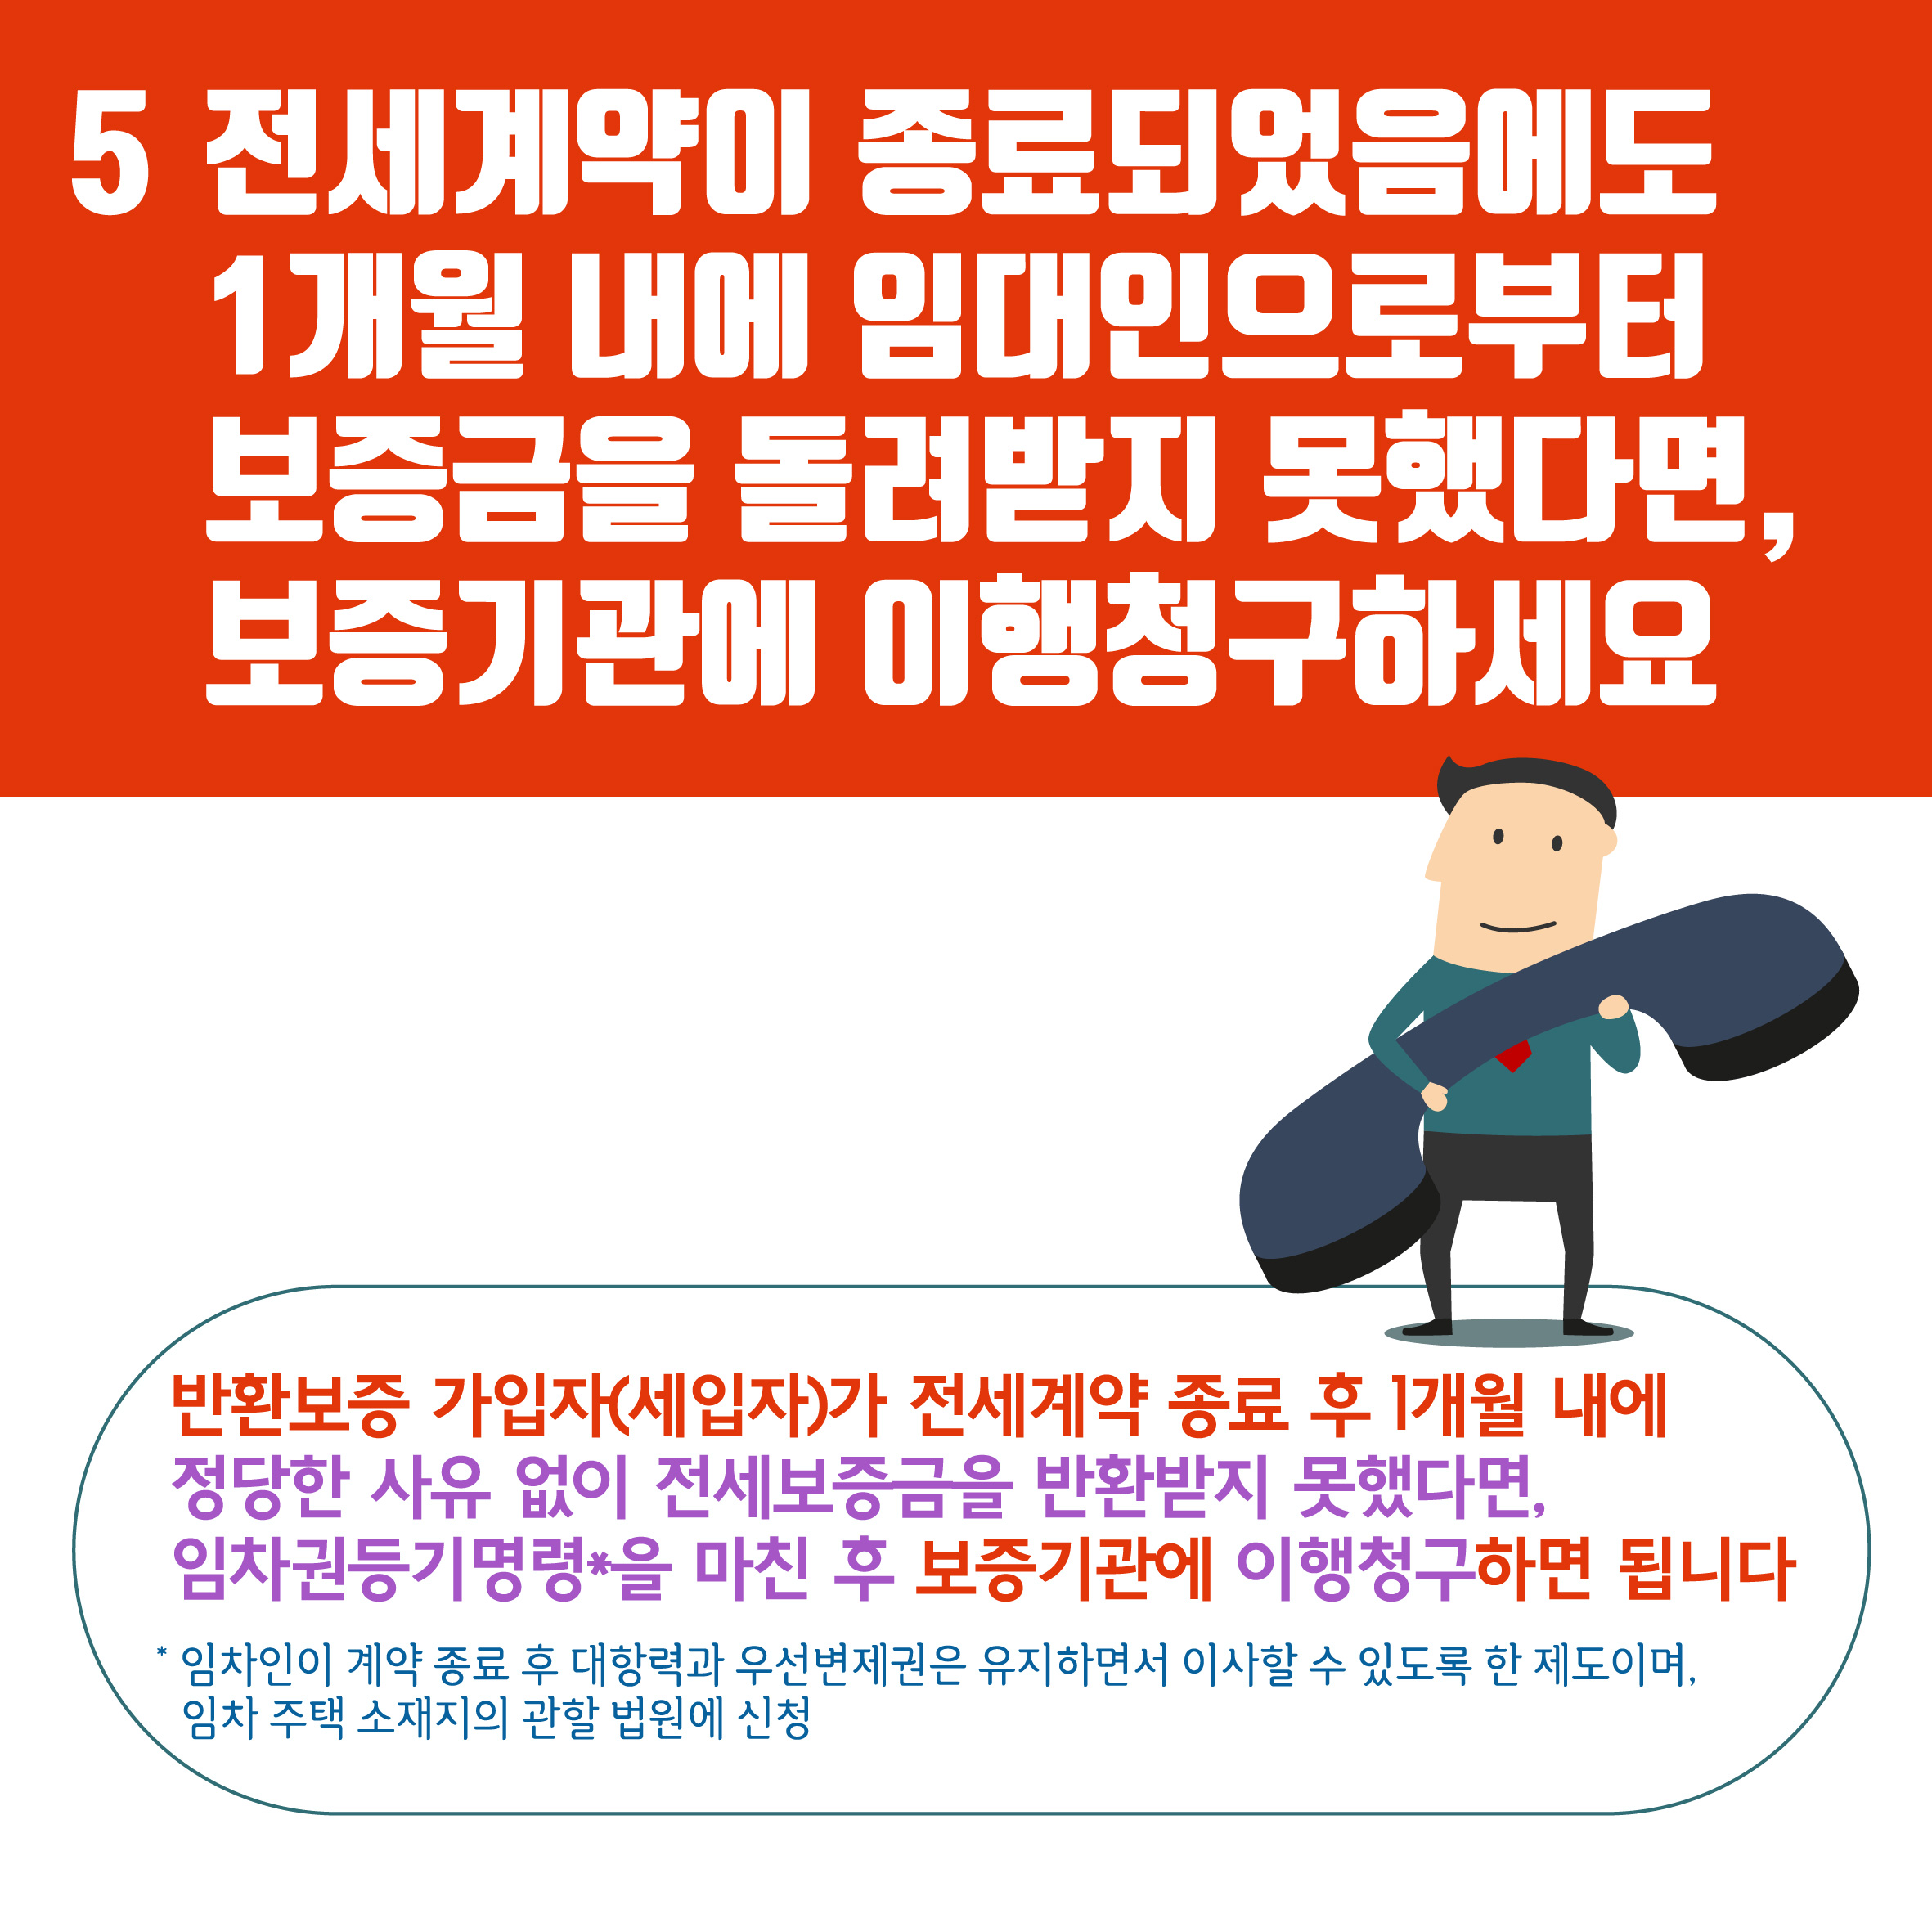 5 전세계약이 종료되었음에도
1개월 내에 임대인으로부터
보증금을 돌려받지 못했다면,
보증기관에 이행청구하세요
반환보증 가입자(세입자)가 전세계약 종료 후 1개월 내에
정당한 사유 없이 전세보증금을 반환받지 못했다면,
임차권등기명령*을 마친 후 보증기관에 이행청구하면 됩니다
* 임차인이 계약 종료 후 대항력과 우선변제권은 유지하면서 이사할 수 있도록 한 제도이며,
임차 주택 소재지의 관할 법원에 신청